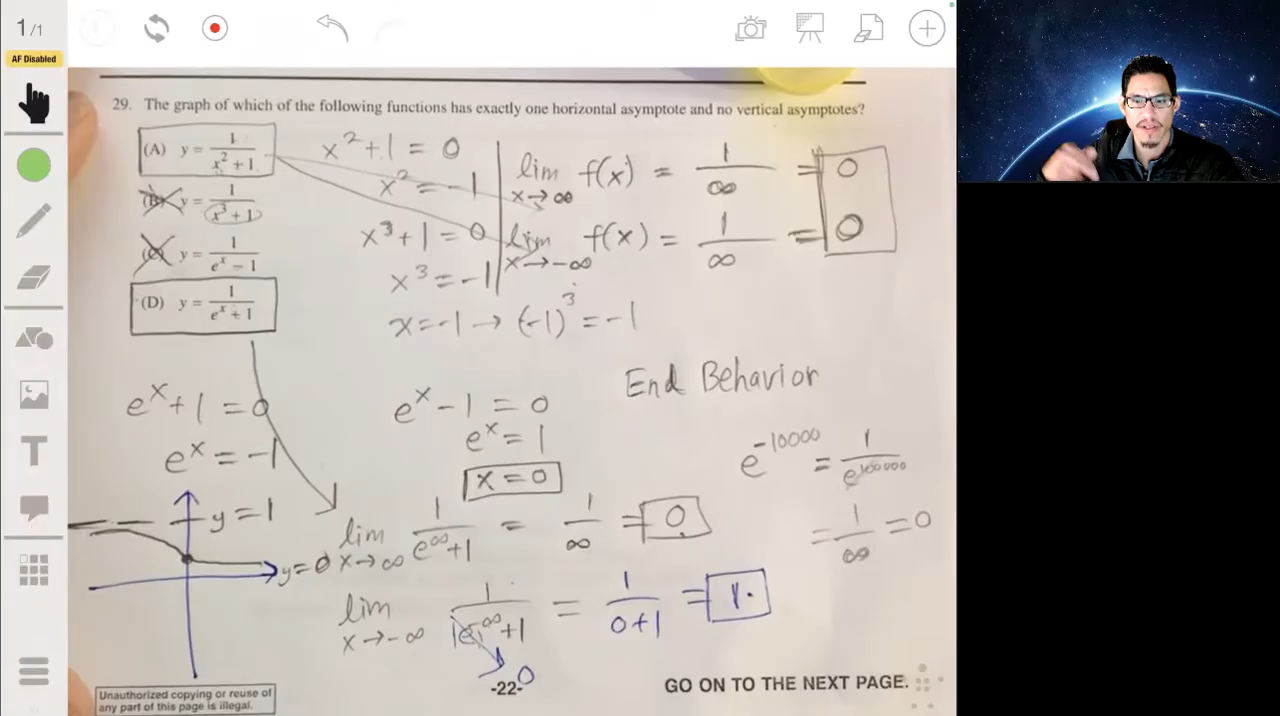 1/1
AF Disabled
29. The graph of which of the following functions has exactly one horizontal asymptote and no vertical asymptotes?
(A) y = 1/(x² + 1)
y = 1/(x³ + 1)
y = 1/(eˣ − 1)
(D) y = 1/(eˣ + 1)
x² + 1 = 0
x² = -1
x³ + 1 = 0
x³ = -1
x = -1 → (-1)³ = -1
lim x→∞ f(x) = 1/∞ = 0
lim x→-∞ f(x) = 1/∞ = 0
End Behavior
eˣ + 1 = 0
eˣ = -1
eˣ - 1 = 0
eˣ = 1
x = 0
e^-10000 = 1/e^100000
= 1/∞ = 0
y = 1
y = 0
lim x→∞ 1/(e^∞ + 1) = 1/∞ = 0
lim x→-∞ 1/(e^-∞ + 1) = 1/(0+1) = 1.
0
T
Unauthorized copying or reuse of
any part of this page is illegal.
-22-
GO ON TO THE NEXT PAGE.